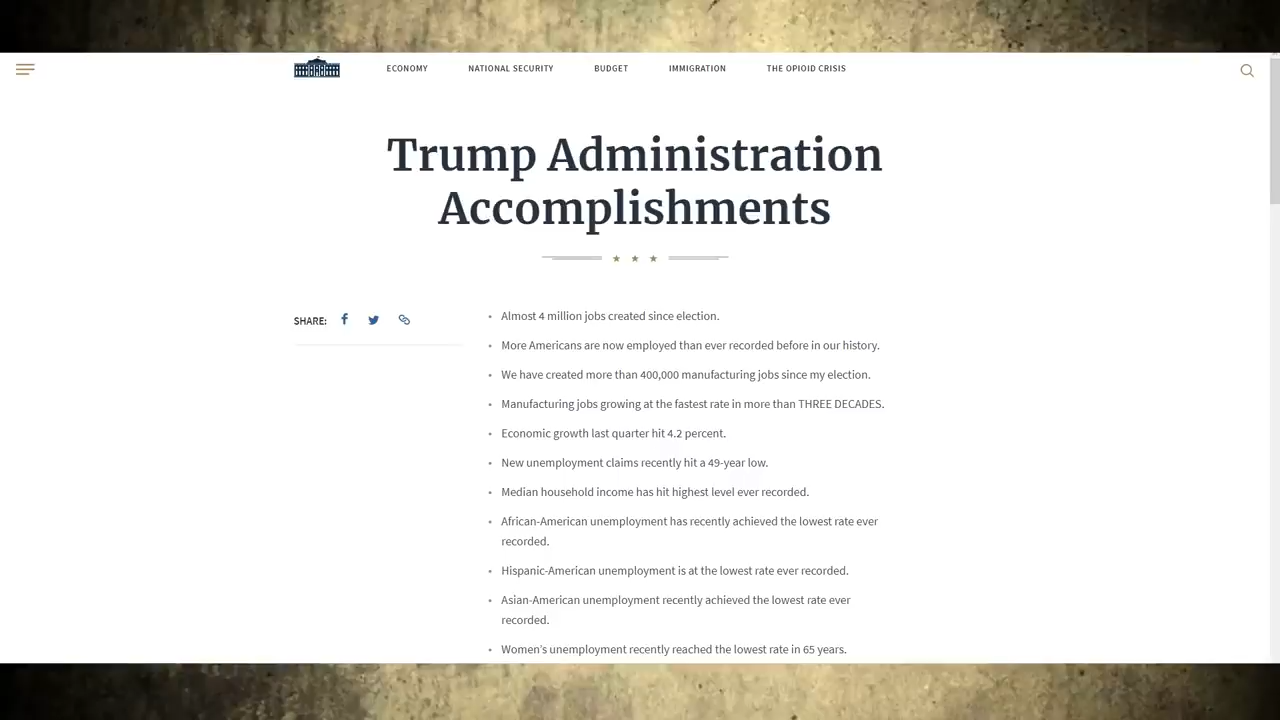 ECONOMY NATIONAL SECURITY BUDGET IMMIGRATION THE OPIOID CRISIS
Trump Administration
Accomplishments
SHARE:
• Almost 4 million jobs created since election.
• More Americans are now employed than ever recorded before in our history.
• We have created more than 400,000 manufacturing jobs since my election.
• Manufacturing jobs growing at the fastest rate in more than THREE DECADES.
• Economic growth last quarter hit 4.2 percent.
• New unemployment claims recently hit a 49-year low.
• Median household income has hit highest level ever recorded.
• African-American unemployment has recently achieved the lowest rate ever
recorded.
• Hispanic-American unemployment is at the lowest rate ever recorded.
• Asian-American unemployment recently achieved the lowest rate ever
recorded.
• Women's unemployment recently reached the lowest rate in 65 years.